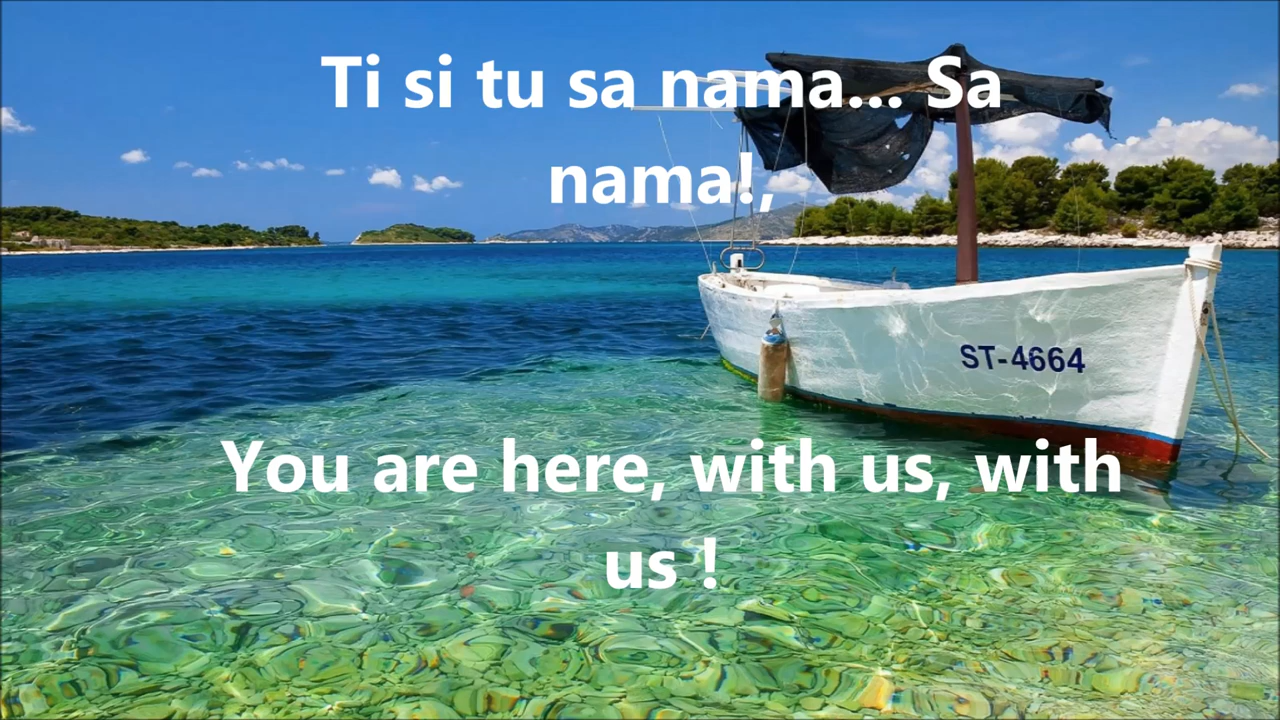 Ti si tu sa nama... Sa
nama!,
ST-4664
You are here, with us, with
us !